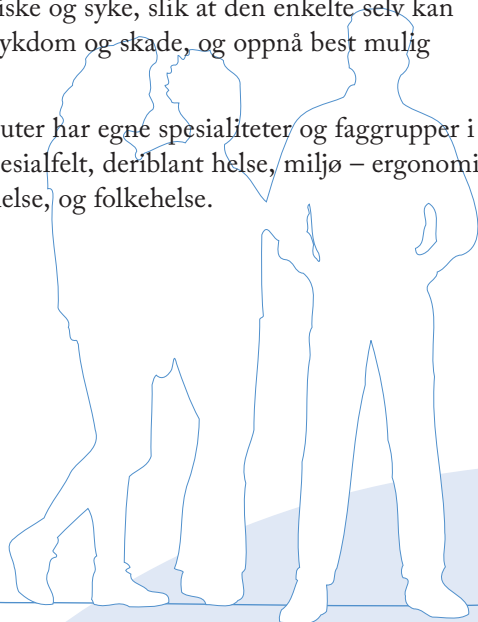 iske og syke, slik at den enkelte selv kan
ykdom og skade, og oppnå best mulig
uter har egne spesialiteter og faggrupper i
esialfelt, deriblant helse, miljø – ergonomi
else, og folkehelse.